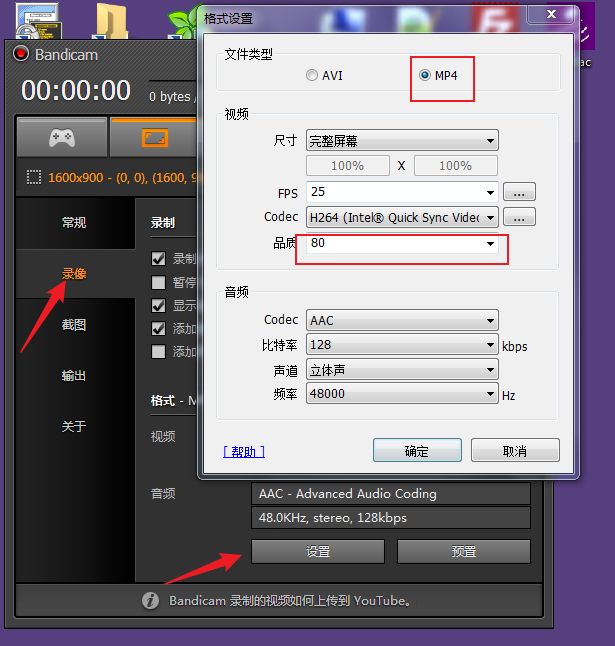 Bandicam
00:00:00
0 bytes /
1600x900 - (0, 0), (1600, 9
常规
录像
截图
输出
关于
录制
录制
暂停
显示
添加
添加
格式 - M
视频
音频
AAC - Advanced Audio Coding
48.0KHz, stereo, 128kbps
设置
预置
Bandicam 录制的视频如何上传到 YouTube。
格式设置
文件类型
AVI
MP4
视频
尺寸
完整屏幕
100%
X
100%
FPS
25
...
Codec
H264 (Intel® Quick Sync Video
...
品质
80
音频
Codec
AAC
比特率
128
kbps
声道
立体声
频率
48000
Hz
[ 帮助 ]
确定
取消
ac